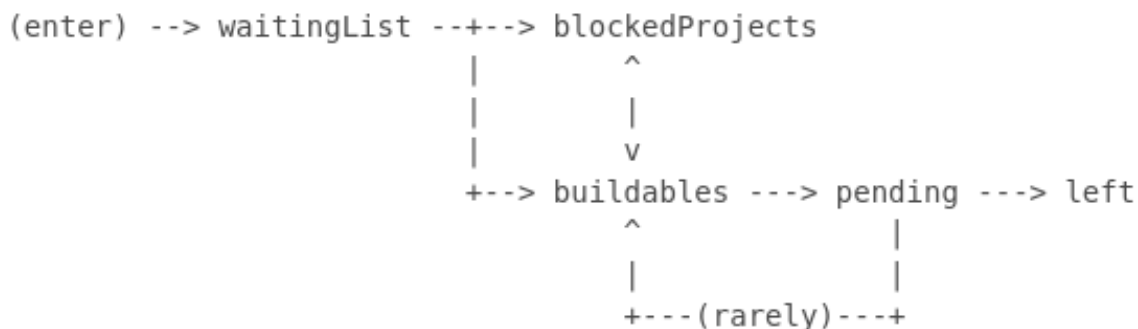 (enter) --> waitingList --+--> blockedProjects
                          |        ^
                          |        |
                          |        v
                          +--> buildables ---> pending ---> left
                                   ^              |
                                   |              |
                                   +---(rarely)---+